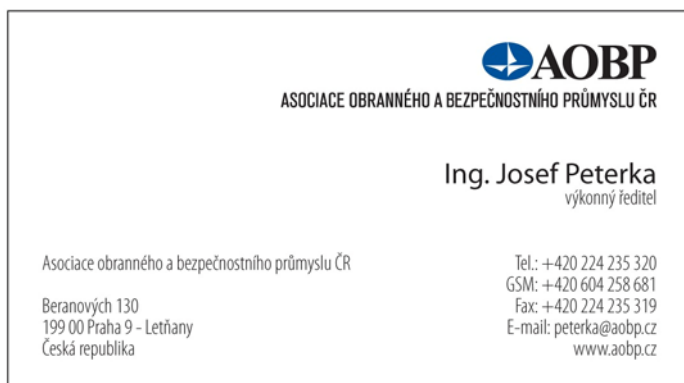 AOBP
ASOCIACE OBRANNÉHO A BEZPEČNOSTNÍHO PRŮMYSLU ČR
Ing. Josef Peterka
výkonný ředitel
Asociace obranného a bezpečnostního průmyslu ČR
Beranových 130
199 00 Praha 9 - Letňany
Česká republika
Tel.: +420 224 235 320
GSM: +420 604 258 681
Fax: +420 224 235 319
E-mail: peterka@aobp.cz
www.aobp.cz